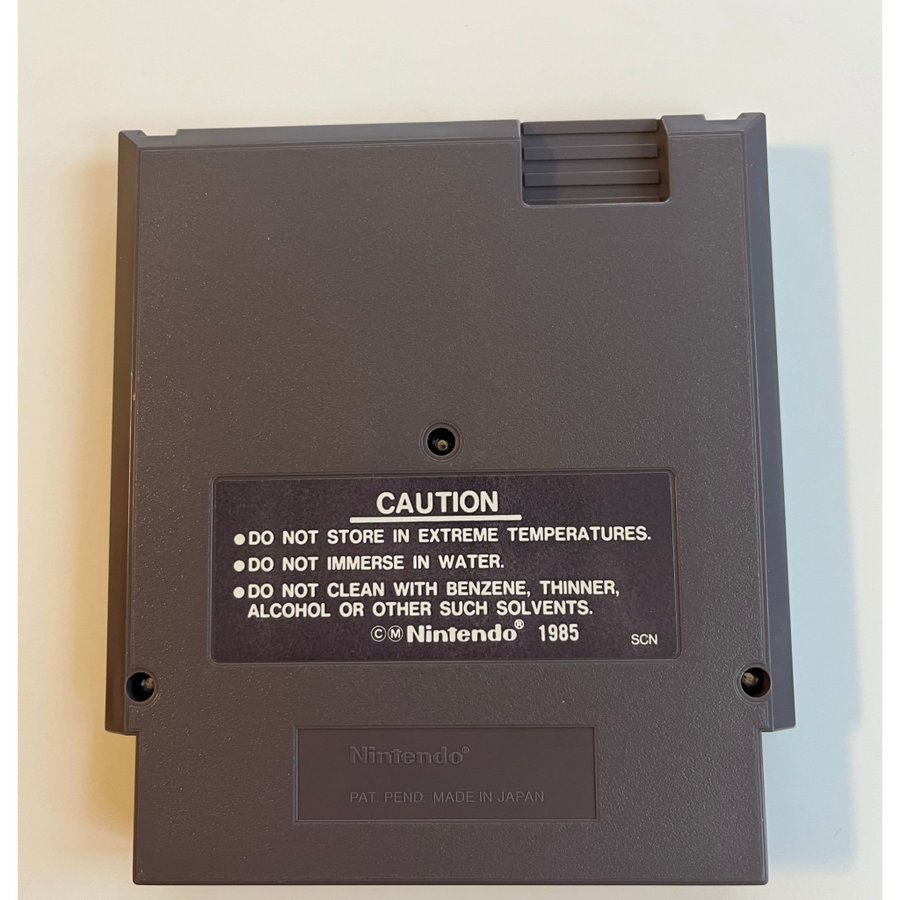 CAUTION
●DO NOT STORE IN EXTREME TEMPERATURES.
●DO NOT IMMERSE IN WATER.
●DO NOT CLEAN WITH BENZENE, THINNER,
ALCOHOL OR OTHER SUCH SOLVENTS.
ⒸⓂNintendo® 1985 SCN
Nintendo®
PAT. PEND. MADE IN JAPAN